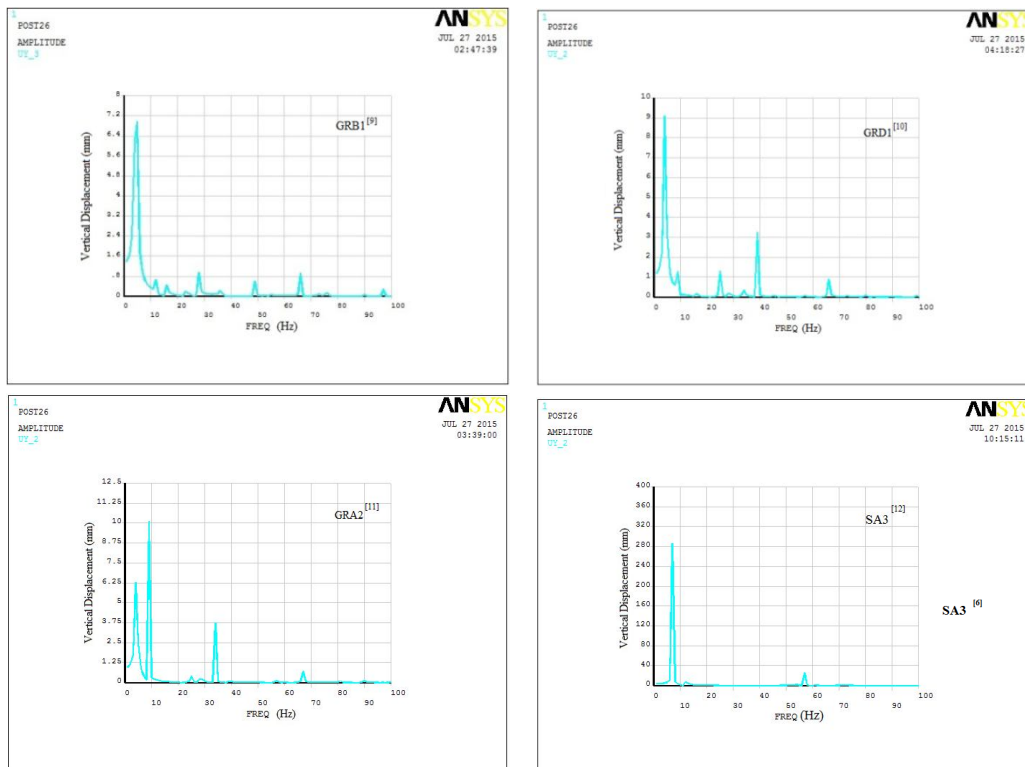 1
POST26
AMPLITUDE
UY_3
ANSYS
JUL 27 2015
02:47:39
GRB1[9]
Vertical Displacement (mm)
8
7.2
6.4
5.6
4.8
4
3.2
2.4
1.6
.8
0
0 10 20 30 40 50 60 70 80 90 100
FREQ (Hz)
1
POST26
AMPLITUDE
UY_2
ANSYS
JUL 27 2015
04:18:27
GRD1[10]
Vertical Displacement (mm)
10
9
8
7
6
5
4
3
2
1
0
0 10 20 30 40 50 60 70 80 90 100
FREQ (Hz)
1
POST26
AMPLITUDE
UY_2
ANSYS
JUL 27 2015
03:39:00
GRA2[11]
Vertical Displacement (mm)
12.5
11.25
10
8.75
7.5
6.25
5
3.75
2.5
1.25
0
0 10 20 30 40 50 60 70 80 90 100
FREQ (Hz)
1
POST26
AMPLITUDE
UY_2
ANSYS
JUL 27 2015
10:15:11
SA3[12]
Vertical Displacement (mm)
400
360
320
280
240
200
160
120
80
40
0
0 10 20 30 40 50 60 70 80 90 100
FREQ (Hz)
SA3 [6]